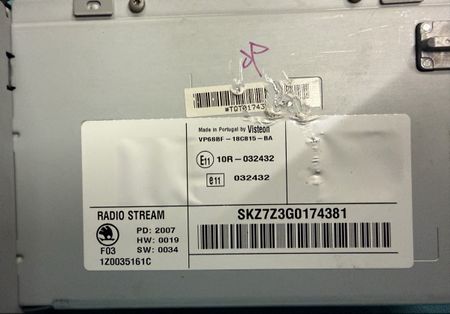 #TQT01743
Made in Portugal by Visteon
VP6SBF-18C815-BA
E11 10R-032432
e11 032432
RADIO STREAM
SKZ7Z3G0174381
PD: 2007
HW: 0019
F03 SW: 0034
1Z0035161C